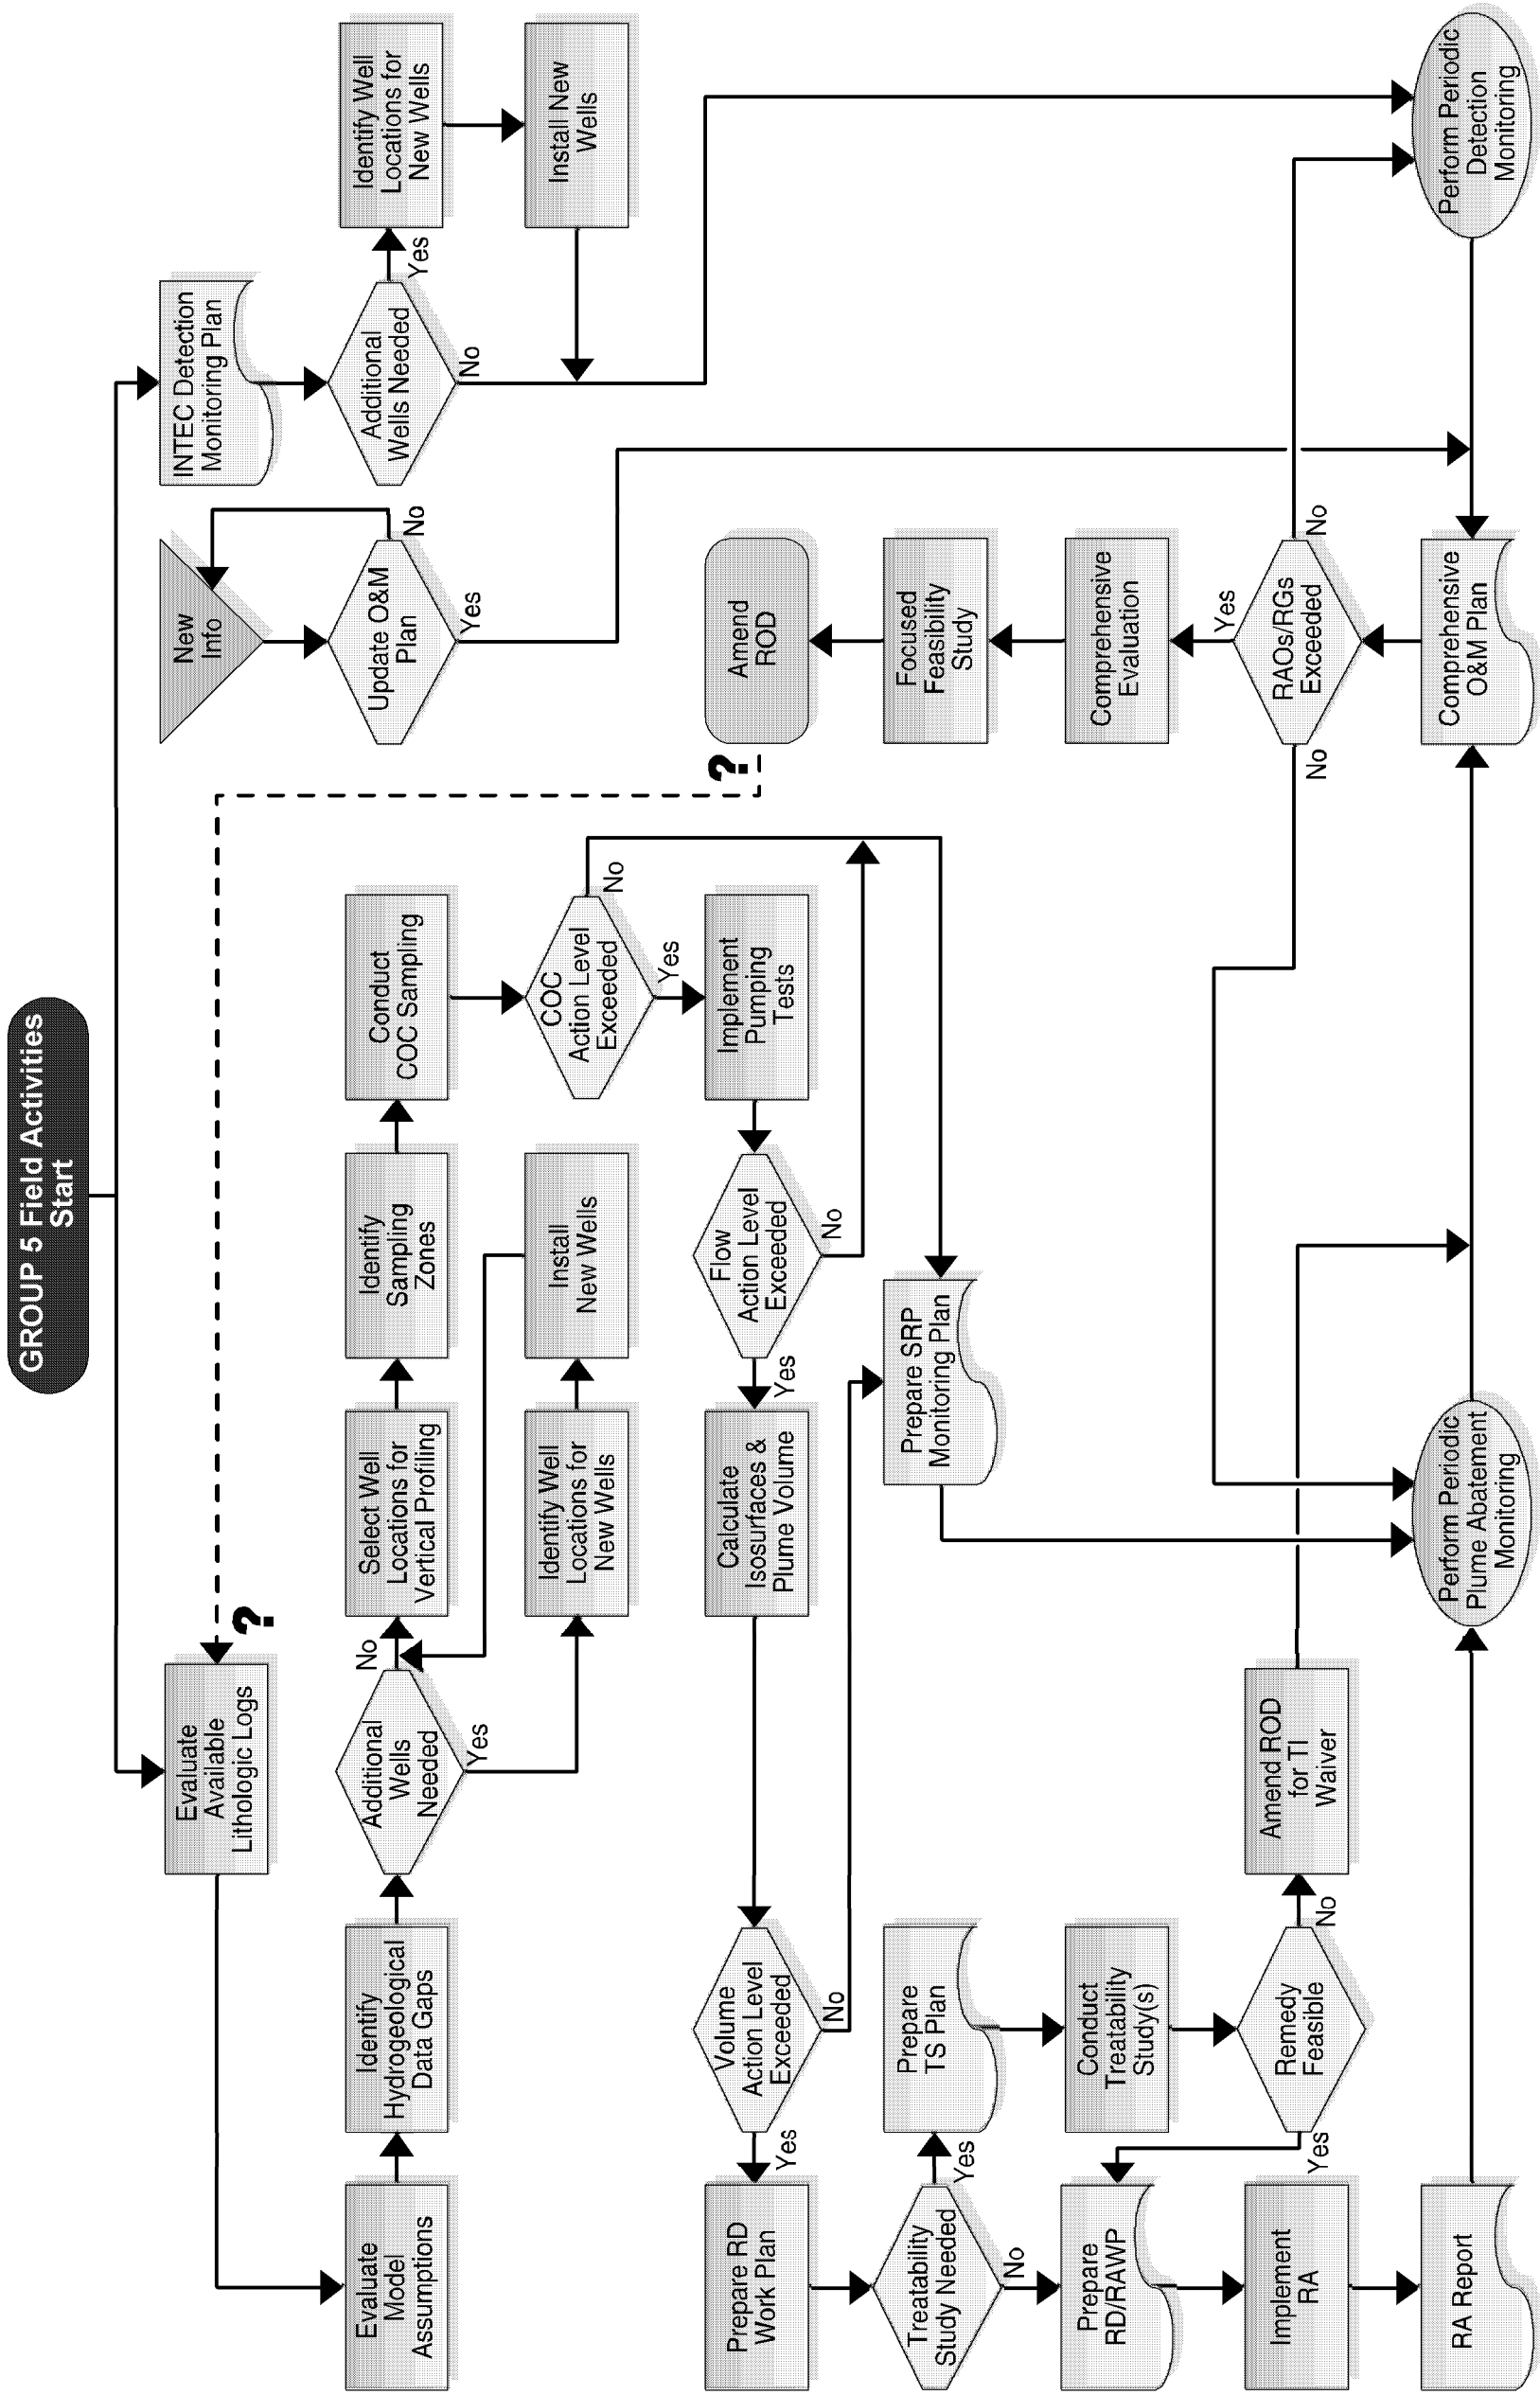 GROUP 5 Field Activities
Start
Evaluate
Available
Lithologic Logs
New
Info
INTEC Detection
Monitoring Plan
Evaluate
Model
Assumptions
Identify
Hydrogeological
Data Gaps
Additional
Wells
Needed
No
Yes
Select Well
Locations for
Vertical Profiling
Identify
Sampling
Zones
Conduct
COC Sampling
Update O&M
Plan
No
Yes
Additional
Wells Needed
Yes
No
Identify Well
Locations for
New Wells
Identify Well
Locations for
New Wells
Install
New Wells
COC
Action Level
Exceeded
No
Yes
Install New
Wells
?
?
Prepare RD
Work Plan
Yes
Volume
Action Level
Exceeded
No
Calculate
Isosurfaces &
Plume Volume
Yes
Flow
Action Level
Exceeded
No
Implement
Pumping
Tests
Amend
ROD
Treatability
Study Needed
Yes
No
Prepare
TS Plan
Prepare SRP
Monitoring Plan
Focused
Feasibility
Study
Prepare
RD/RAWP
Conduct
Treatability
Study(s)
Comprehensive
Evaluation
Implement
RA
Yes
Remedy
Feasible
No
Amend ROD
for TI
Waiver
No
RAOs/RGs
Exceeded
Yes
No
RA Report
Perform Periodic
Plume Abatement
Monitoring
Comprehensive
O&M Plan
Perform Periodic
Detection
Monitoring